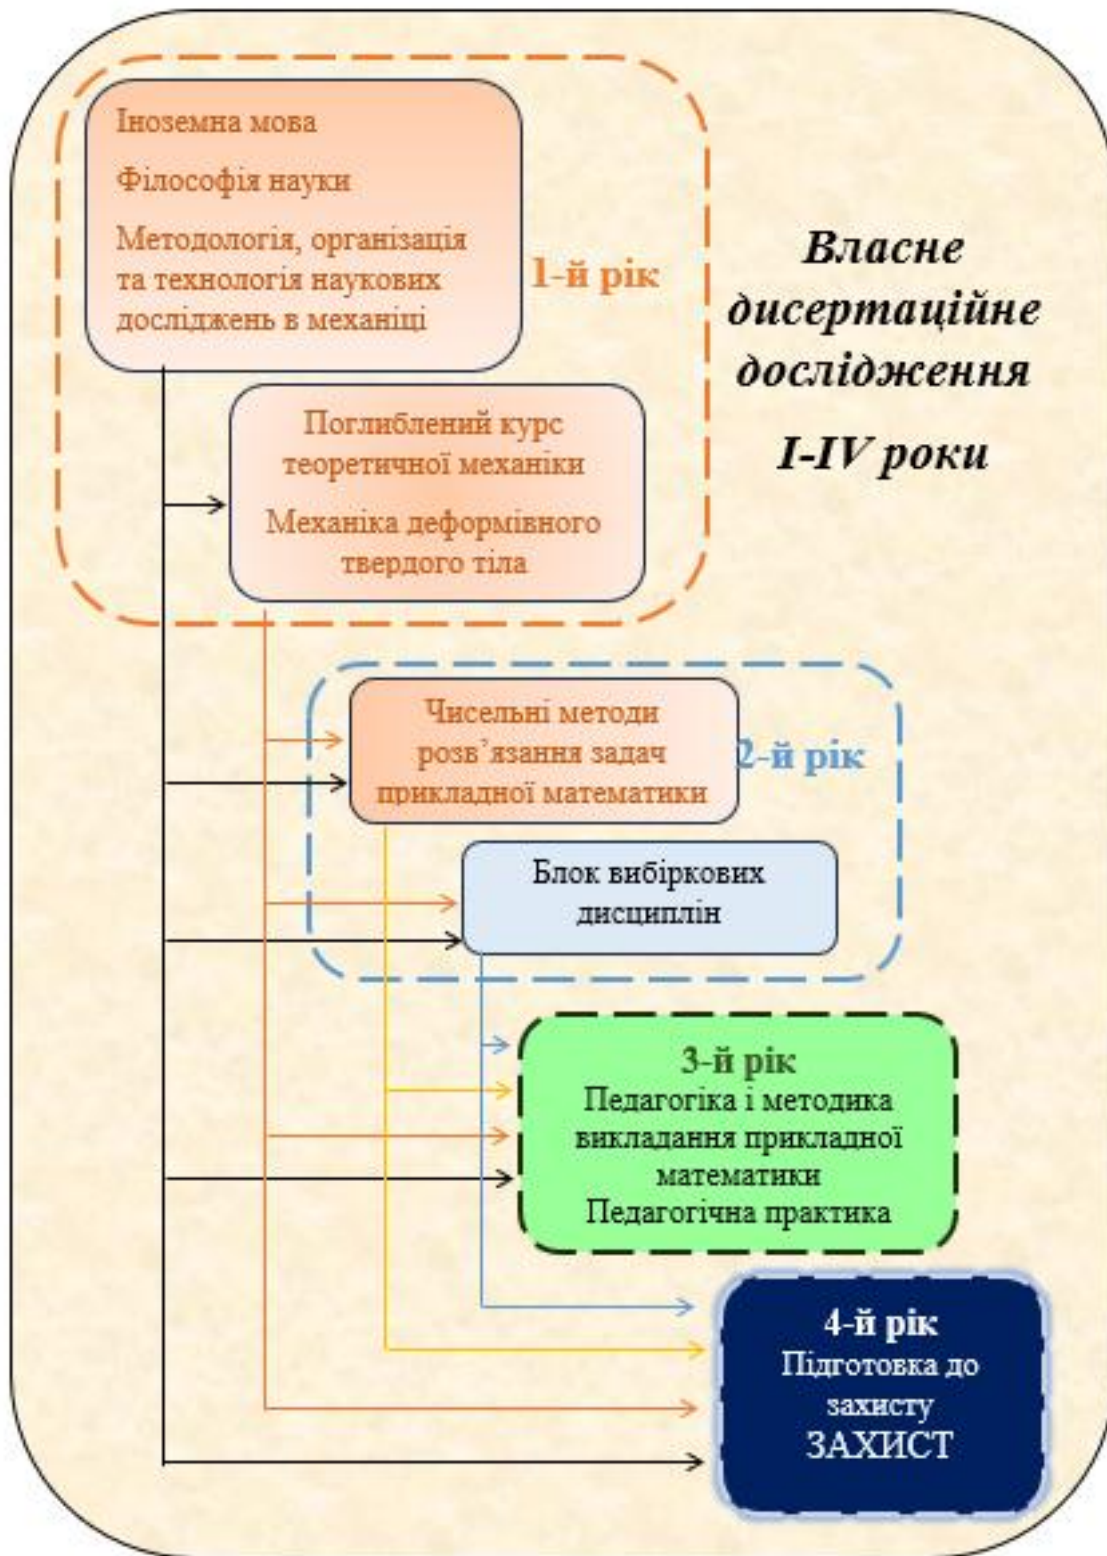 Іноземна мова
Філософія науки
Методологія, організація
та технологія наукових
досліджень в механіці
1-й рік
Власне
дисертаційне
дослідження
I-IV роки
Поглиблений курс
теоретичної механіки
Механіка деформівного
твердого тіла
Чисельні методи
розв’язання задач
прикладної математики
2-й рік
Блок вибіркових
дисциплін
3-й рік
Педагогіка і методика
викладання прикладної
математики
Педагогічна практика
4-й рік
Підготовка до
захисту
ЗАХИСТ